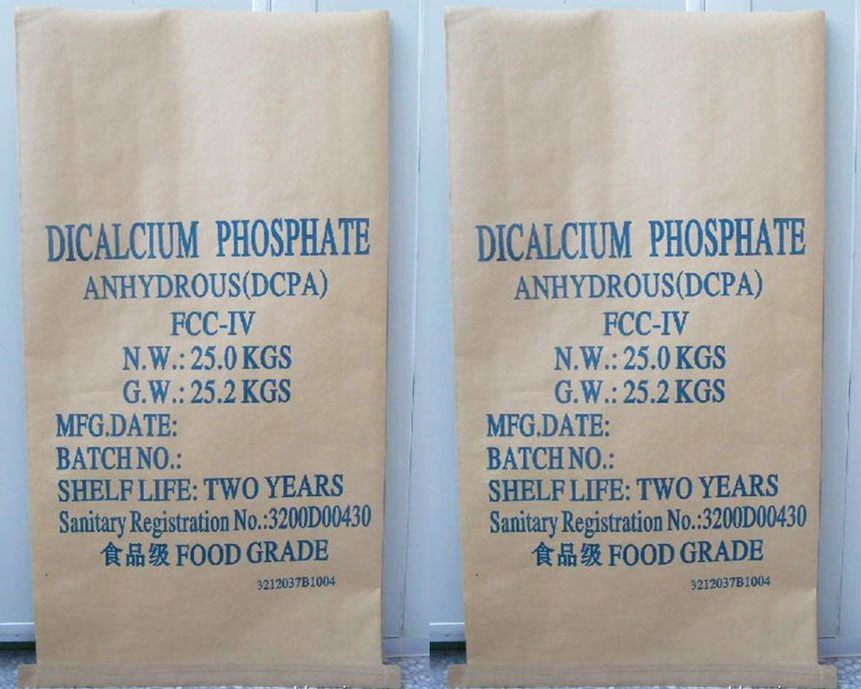 DICALCIUM PHOSPHATE
ANHYDROUS(DCPA)
FCC-IV
N.W.: 25.0 KGS
G.W.: 25.2 KGS
MFG.DATE:
BATCH NO.:
SHELF LIFE: TWO YEARS
Sanitary Registration No.:3200D00430
食品级 FOOD GRADE
3212037B1004
DICALCIUM PHOSPHATE
ANHYDROUS(DCPA)
FCC-IV
N.W.: 25.0 KGS
G.W.: 25.2 KGS
MFG.DATE:
BATCH NO.:
SHELF LIFE: TWO YEARS
Sanitary Registration No.:3200D00430
食品级 FOOD GRADE
3212037B1004